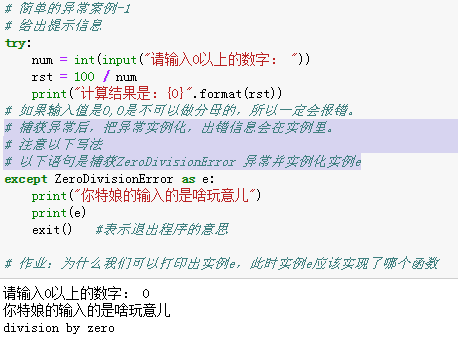 # 简单的异常案例-1
# 给出提示信息
try:
    num = int(input("请输入0以上的数字： "))
    rst = 100 / num
    print("计算结果是：{0}".format(rst))
# 如果输入值是0,0是不可以做分母的，所以一定会报错。
# 捕获异常后，把异常实例化，出错信息会在实例里。
# 注意以下写法
# 以下语句是捕获ZeroDivisionError 异常并实例化实例e
except ZeroDivisionError as e:
    print("你特娘的输入的是啥玩意儿")
    print(e)
    exit()   #表示退出程序的意思
# 作业：为什么我们可以打印出实例e，此时实例e应该实现了哪个函数
请输入0以上的数字： 0
你特娘的输入的是啥玩意儿
division by zero